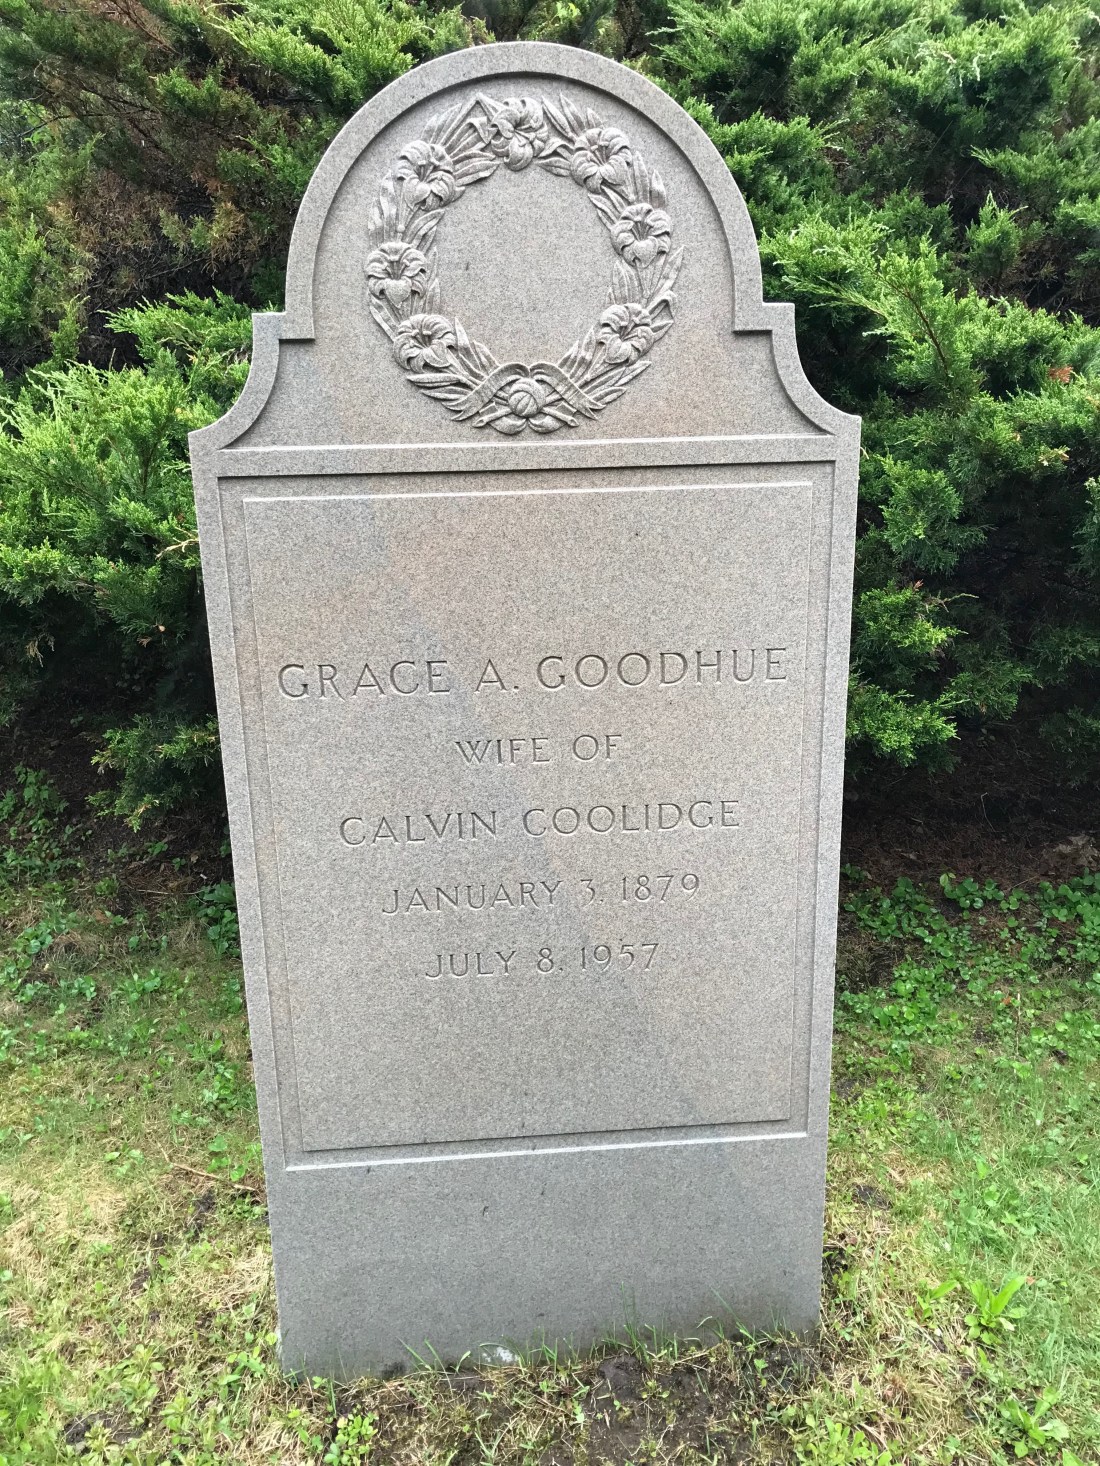 GRACE A. GOODHUE
WIFE OF
CALVIN COOLIDGE
JANUARY 3, 1879
JULY 8, 1957